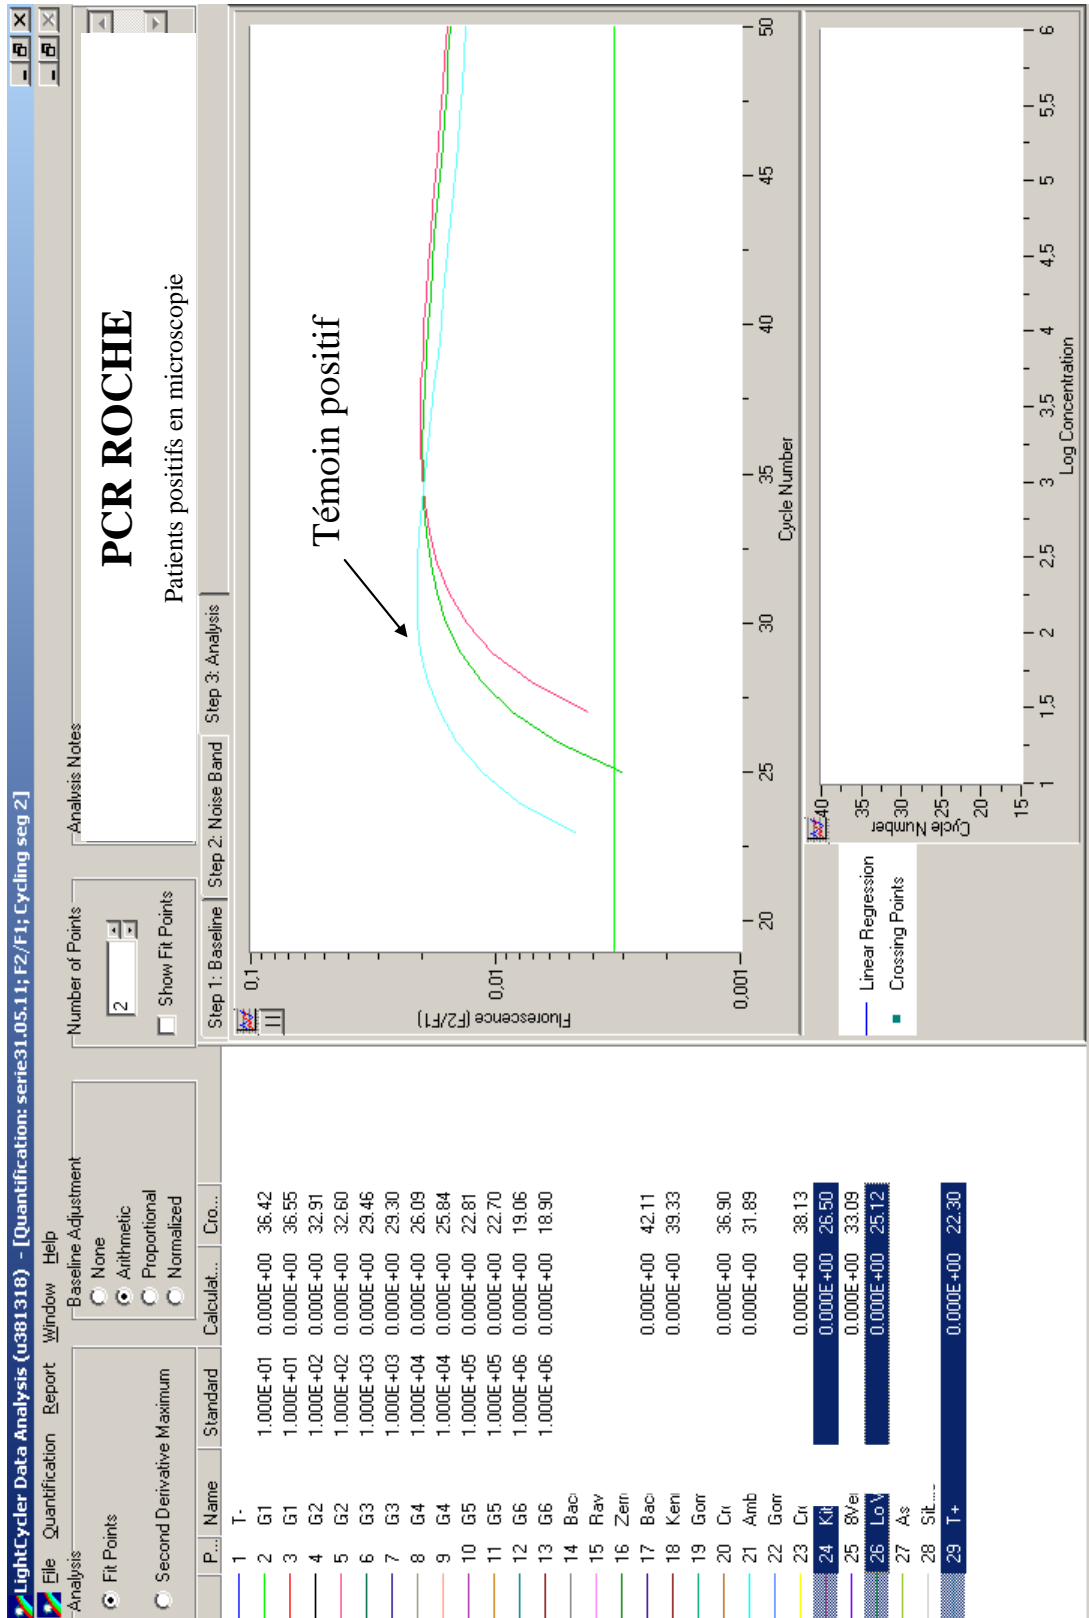 LightCycler Data Analysis (u381318) - [Quantification: serie31.05.11; F2/F1; Cycling seg 2]
File Quantification Report Window Help
Analysis
Fit Points
Second Derivative Maximum
Baseline Adjustment
None
Arithmetic
Proportional
Normalized
Number of Points
2
Show Fit Points
Analysis Notes
PCR ROCHE
Patients positifs en microscopie
P... Name Standard Calculat... Cro...
1 T-
2 G1 1.000E+01 0.000E+00 36.42
3 G1 1.000E+01 0.000E+00 36.55
4 G2 1.000E+02 0.000E+00 32.91
5 G2 1.000E+02 0.000E+00 32.60
6 G3 1.000E+03 0.000E+00 29.46
7 G3 1.000E+03 0.000E+00 29.30
8 G4 1.000E+04 0.000E+00 26.09
9 G4 1.000E+04 0.000E+00 25.84
10 G5 1.000E+05 0.000E+00 22.81
11 G5 1.000E+05 0.000E+00 22.70
12 G6 1.000E+06 0.000E+00 19.06
13 G6 1.000E+06 0.000E+00 18.90
14 Baci
15 Rav
16 Zem
17 Baci 0.000E+00 42.11
18 Ken 0.000E+00 39.33
19 Gom
20 Cr 0.000E+00 36.90
21 Amb 0.000E+00 31.89
22 Gom
23 Cr 0.000E+00 38.13
24 Kit 0.000E+00 26.50
25 8Ve 0.000E+00 33.09
26 Lo V 0.000E+00 25.12
27 As
28 Sit
29 T+ 0.000E+00 22.30
Step 1: Baseline Step 2: Noise Band Step 3: Analysis
Témoin positif
0,1
0,01
0,001
Fluorescence (F2/F1)
20 25 30 35 40 45 50
Cycle Number
Linear Regression
Crossing Points
40
35
30
25
20
15
Cycle Number
1 1,5 2 2,5 3 3,5 4 4,5 5 5,5 6
Log Concentration